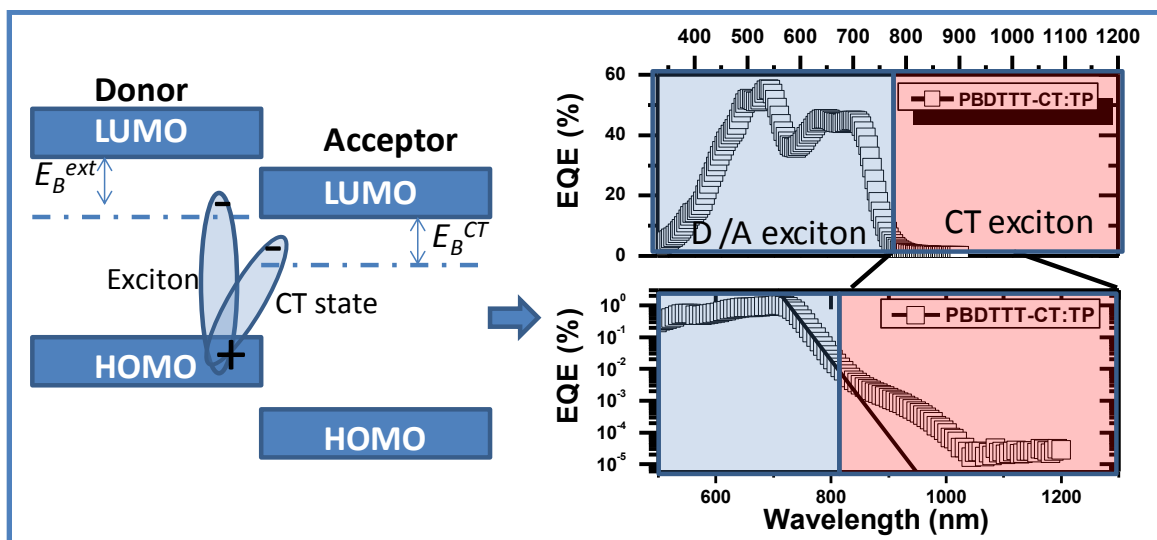 Donor
LUMO
Acceptor
E_B^ext
LUMO
E_B^CT
-
-
Exciton
CT state
+
HOMO
HOMO
400 500 600 700 800 900 1000 1100 1200
EQE (%)
60
40
20
0
PBDTTT-CT:TP
D /A exciton
CT exciton
EQE (%)
10^0
10^-1
10^-2
10^-3
10^-4
10^-5
PBDTTT-CT:TP
600 800 1000 1200
Wavelength (nm)